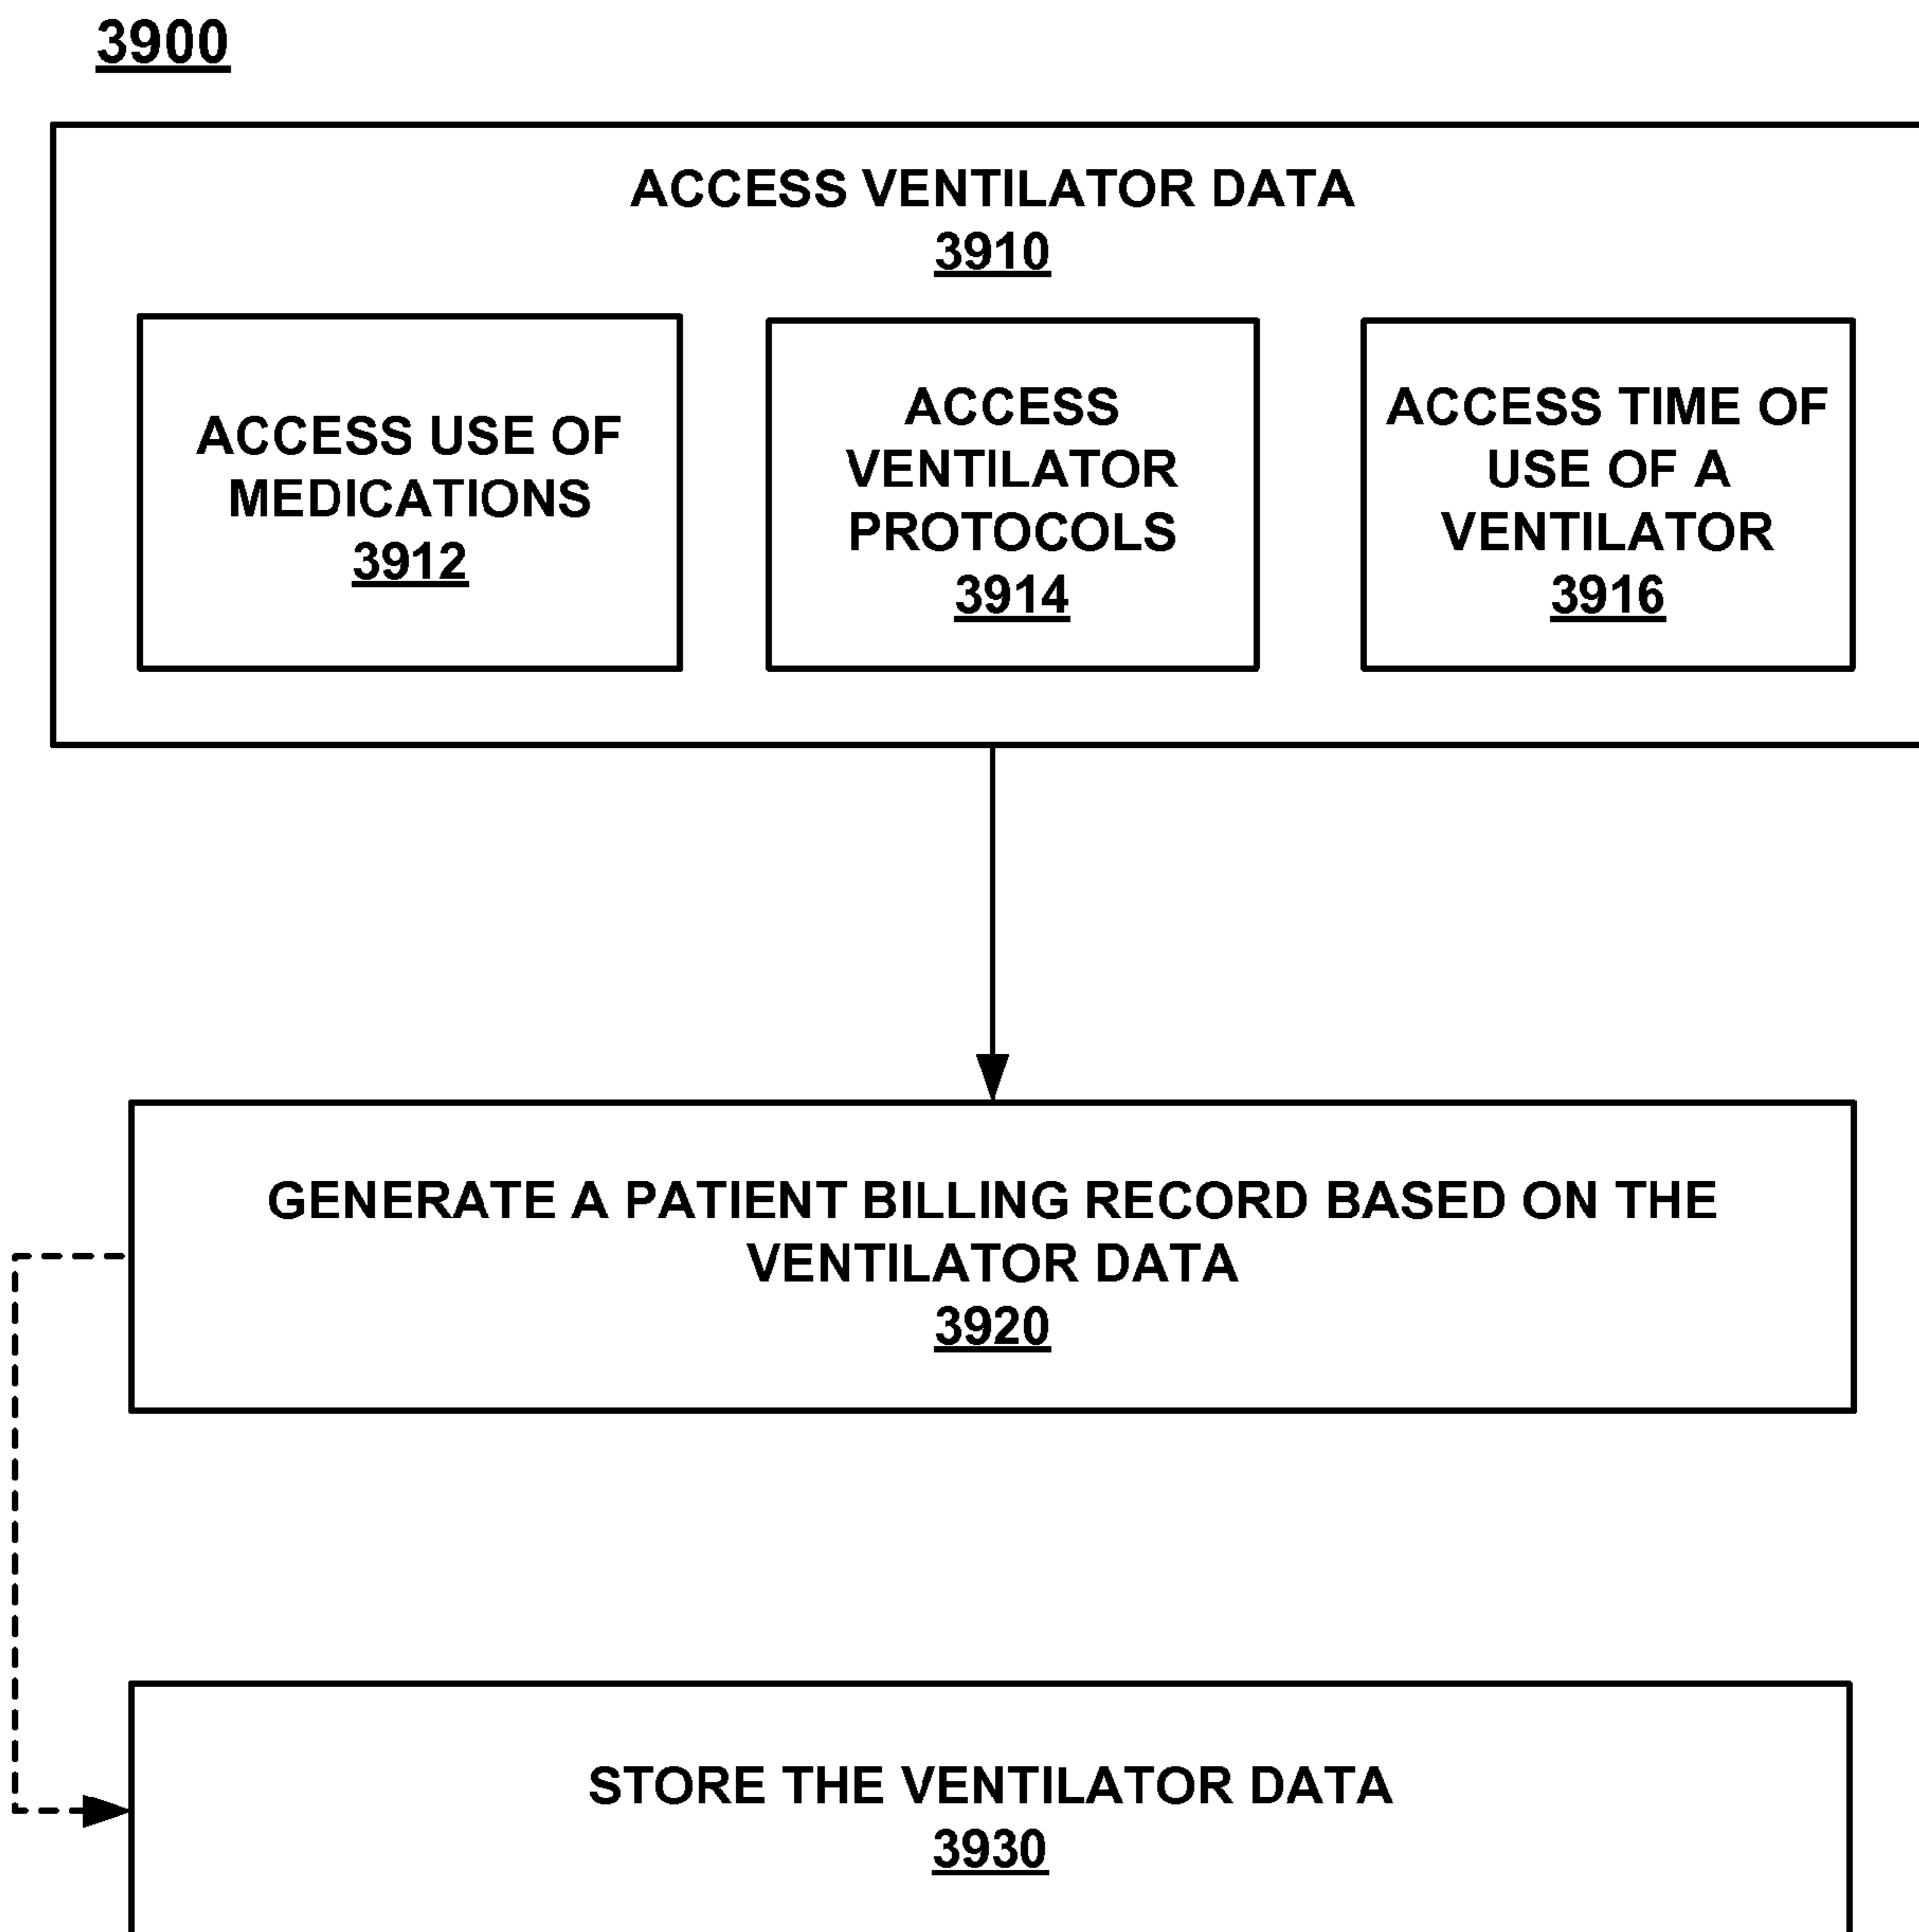 3900
ACCESS VENTILATOR DATA
3910
ACCESS USE OF
MEDICATIONS
3912
ACCESS
VENTILATOR
PROTOCOLS
3914
ACCESS TIME OF
USE OF A
VENTILATOR
3916
GENERATE A PATIENT BILLING RECORD BASED ON THE
VENTILATOR DATA
3920
STORE THE VENTILATOR DATA
3930